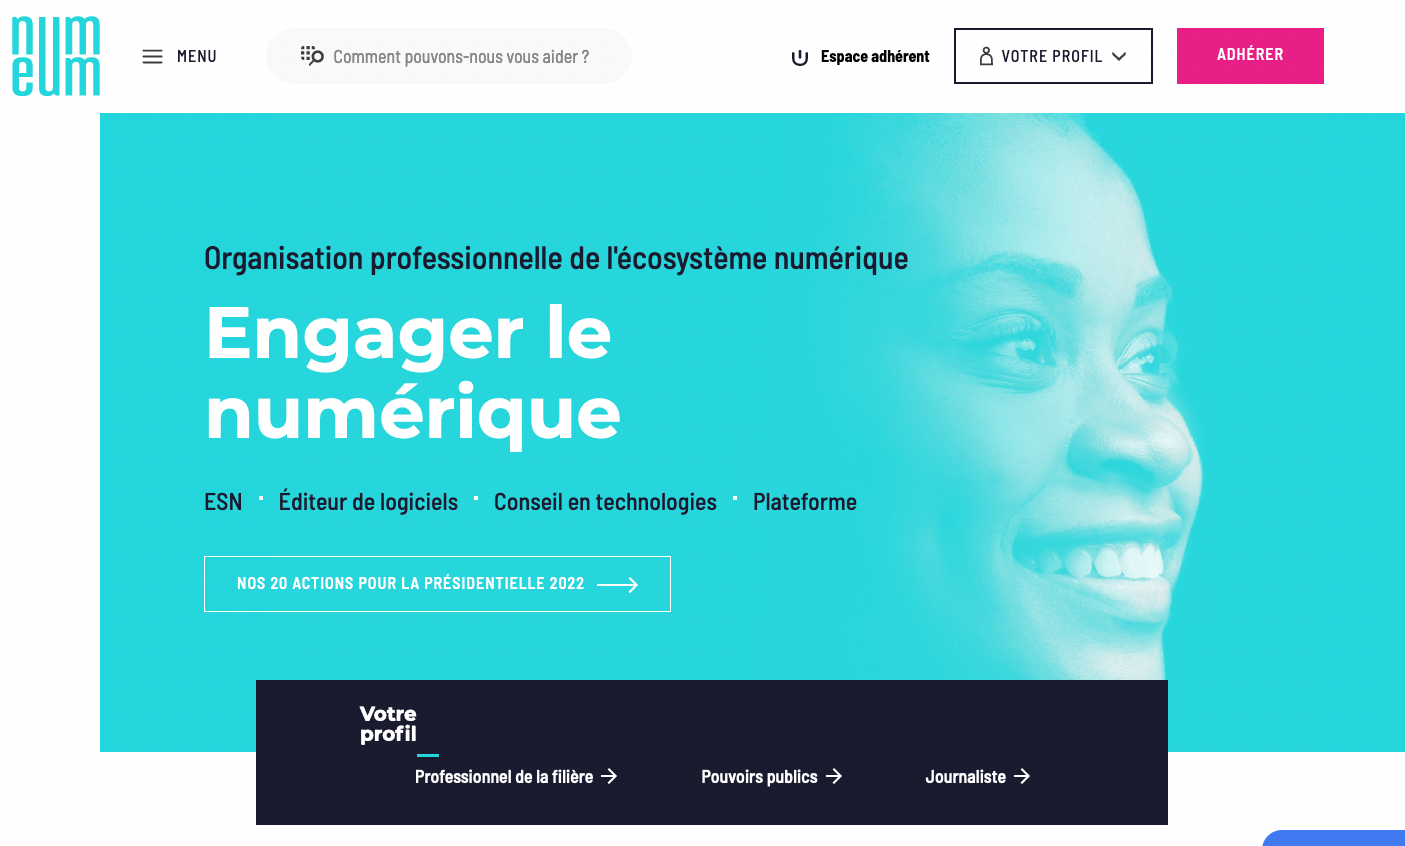 num
eum
MENU
Comment pouvons-nous vous aider ?
Espace adhérent
VOTRE PROFIL
ADHÉRER
Organisation professionnelle de l'écosystème numérique
Engager le
numérique
ESN · Éditeur de logiciels · Conseil en technologies · Plateforme
NOS 20 ACTIONS POUR LA PRÉSIDENTIELLE 2022
Votre
profil
Professionnel de la filière
Pouvoirs publics
Journaliste